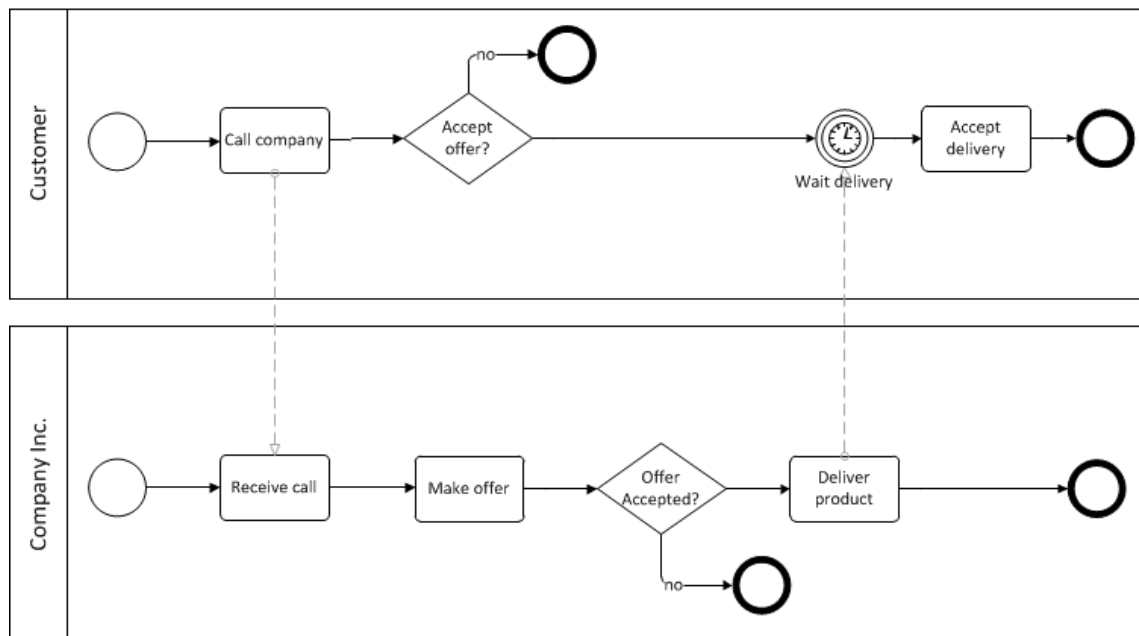 Customer
no
Call company
Accept
offer?
Wait delivery
Accept
delivery
Company Inc.
Receive call
Make offer
Offer
Accepted?
no
Deliver
product